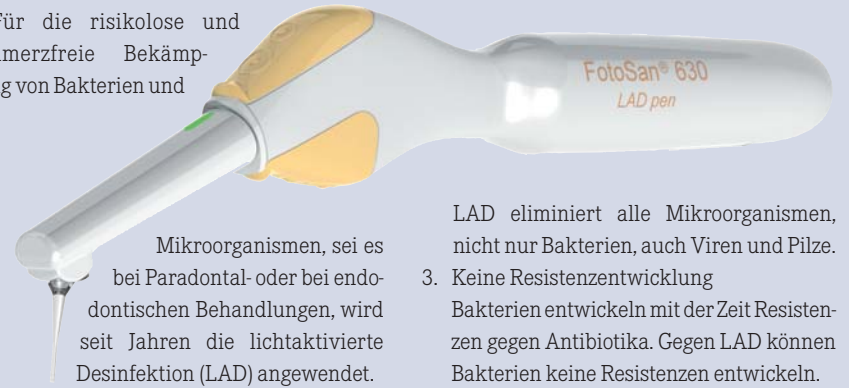 Für die risikolose und
merzfreie Bekämp-
g von Bakterien und
FotoSan® 630
LAD pen
Mikroorganismen, sei es
bei Paradontal- oder bei endo-
dontischen Behandlungen, wird
seit Jahren die lichtaktivierte
Desinfektion (LAD) angewendet.
LAD eliminiert alle Mikroorganismen,
nicht nur Bakterien, auch Viren und Pilze.
3. Keine Resistenzentwicklung
Bakterien entwickeln mit der Zeit Resisten-
zen gegen Antibiotika. Gegen LAD können
Bakterien keine Resistenzen entwickeln.